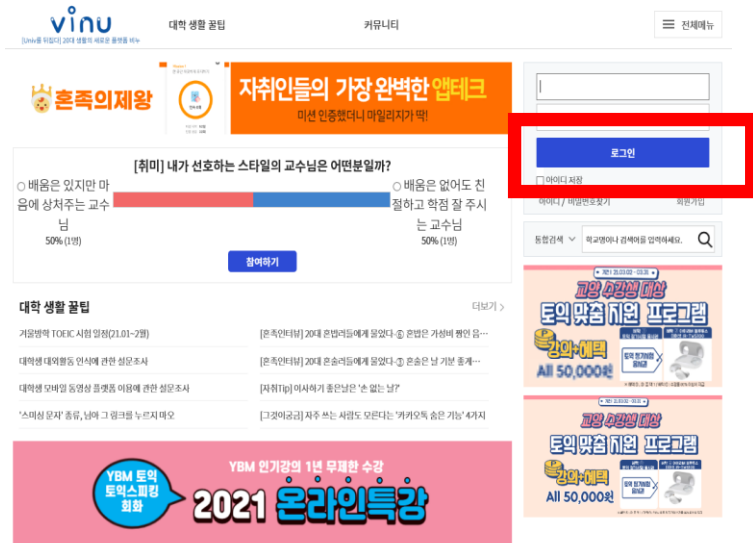 vinu
[Univ를 뒤집다] 20대 생활의 새로운 플랫폼 비누
대학 생활 꿀팁
커뮤니티
전체메뉴
혼족의제왕
자취인들의 가장 완벽한 앱테크
미션 인증했더니 마일리지가 딱!
로그인
아이디 저장
아이디 / 비밀번호찾기
회원가입
[취미] 내가 선호하는 스타일의 교수님은 어떤분일까?
배움은 있지만 마
음에 상처주는 교수
님
50% (1명)
배움은 없어도 친
절하고 학점 잘 주시
는 교수님
50% (1명)
참여하기
통합검색
학교명이나 검색어를 입력하세요.
대학 생활 꿀팁
더보기 >
겨울방학 TOEIC 시험 일정(21.01~2월)
[혼족인터뷰] 20대 혼밥러들에게 물었다-⑥ 혼밥은 가성비 짱인 음…
대학생 대외활동 인식에 관한 설문조사
[혼족인터뷰] 20대 혼술러들에게 물었다-③ 혼술은 날 기분 좋게…
대학생 모바일 동영상 플랫폼 이용에 관한 설문조사
[자취Tip] 이사하기 좋은날은 '손 없는 날?'
'스미싱 문자' 종류, 남아 그 링크를 누르지 마오
[그것이궁금] 자주 쓰는 사람도 모른다는 '카카오톡 숨은 기능' 4가지
교양 수강생 대상
토익 맞춤 지원 프로그램
강의+혜택
All 50,000원
교양 수강생 대상
토익 맞춤 지원 프로그램
강의+혜택
All 50,000원
YBM 토익
토익스피킹
회화
YBM 인기강의 1년 무제한 수강
2021 온라인특강